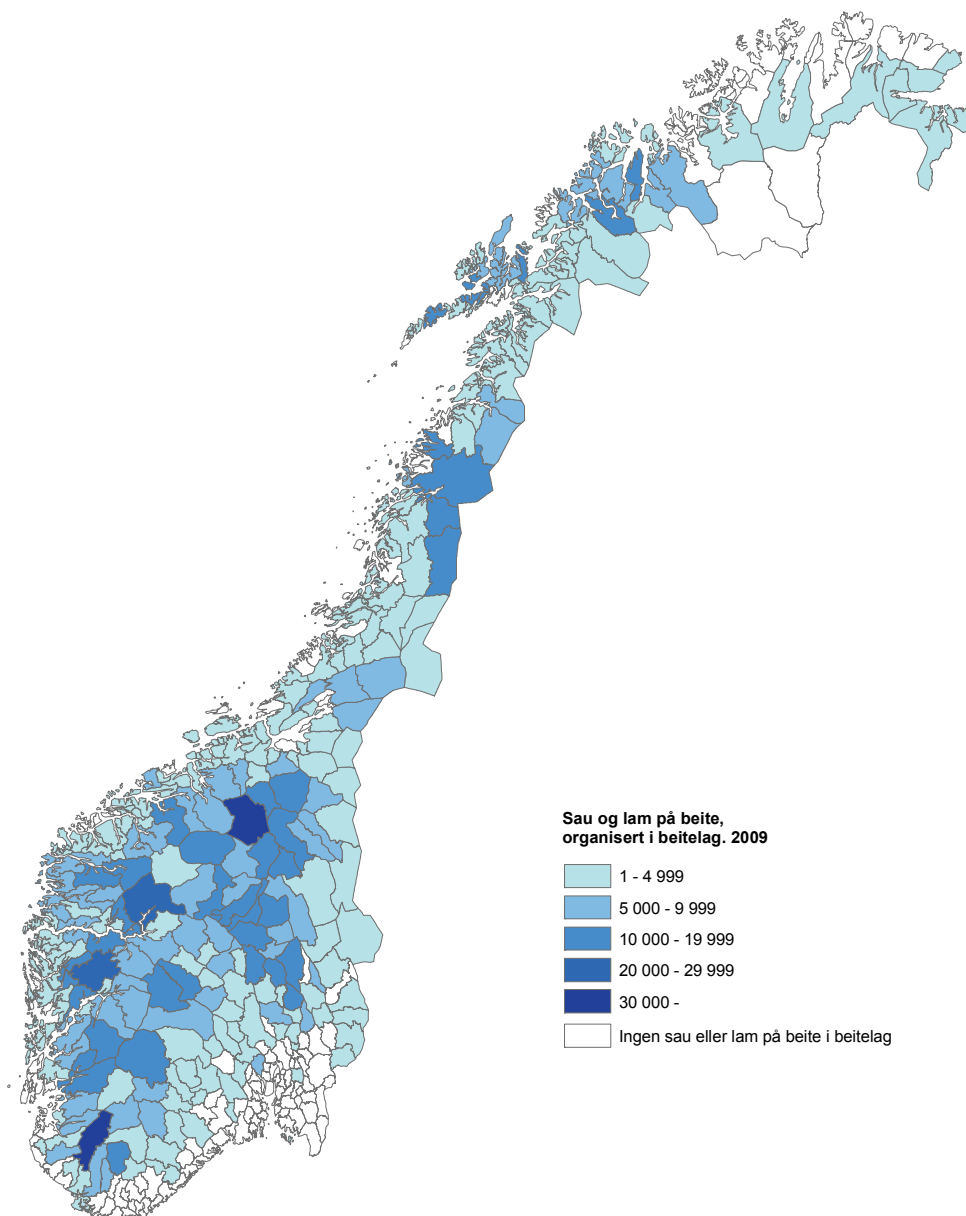 Sau og lam på beite,
organisert i beitelag. 2009
1 - 4 999
5 000 - 9 999
10 000 - 19 999
20 000 - 29 999
30 000 -
Ingen sau eller lam på beite i beitelag